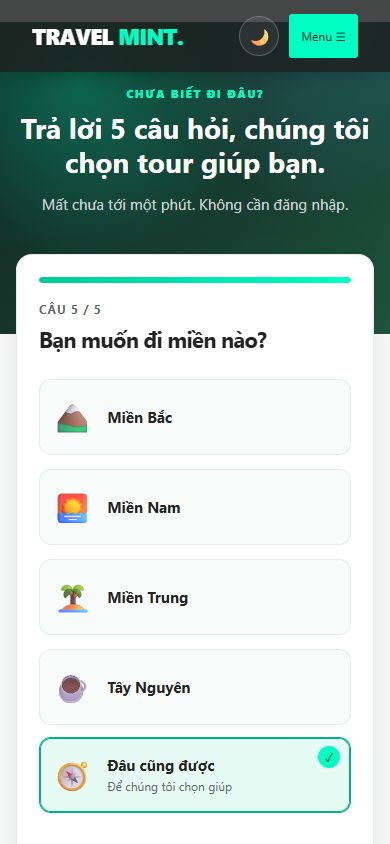 TRAVEL MINT.
Menu ☰
CHƯA BIẾT ĐI ĐÂU?
Trả lời 5 câu hỏi, chúng tôi
chọn tour giúp bạn.
Mất chưa tới một phút. Không cần đăng nhập.
CÂU 5 / 5
Bạn muốn đi miền nào?
Miền Bắc
Miền Nam
Miền Trung
Tây Nguyên
Đâu cũng được
Để chúng tôi chọn giúp